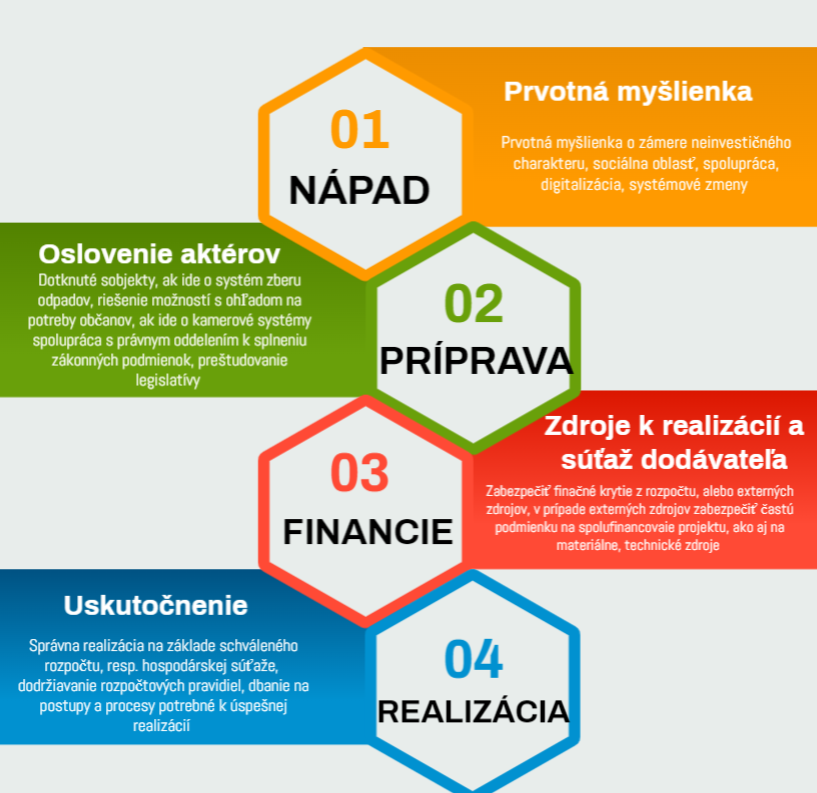 01
NÁPAD
Prvotná myšlienka
Prvotná myšlienka o zámere neinvestičného
charakteru, sociálna oblasť, spolupráca,
digitalizácia, systémové zmeny
Oslovenie aktérov
Dotknuté sobjekty, ak ide o systém zberu
odpadov, riešenie možností s ohľadom na
potreby občanov, ak ide o kamerové systémy
spolupráca s právnym oddelením k splneniu
zákonných podmienok, preštudovanie
legislatívy
02
PRÍPRAVA
03
FINANCIE
Zdroje k realizácií a
súťaž dodávateľa
Zabezpečiť finačné krytie z rozpočtu, alebo externých
zdrojov, v prípade externých zdrojov zabezpečiť častú
podmienku na spolufinancovaie projektu, ako aj na
materiálne, technické zdroje
Uskutočnenie
Správna realizácia na základe schváleného
rozpočtu, resp. hospodárskej súťaže,
dodržiavanie rozpočtových pravidiel, dbanie na
postupy a procesy potrebné k úspešnej
realizácií
04
REALIZÁCIA